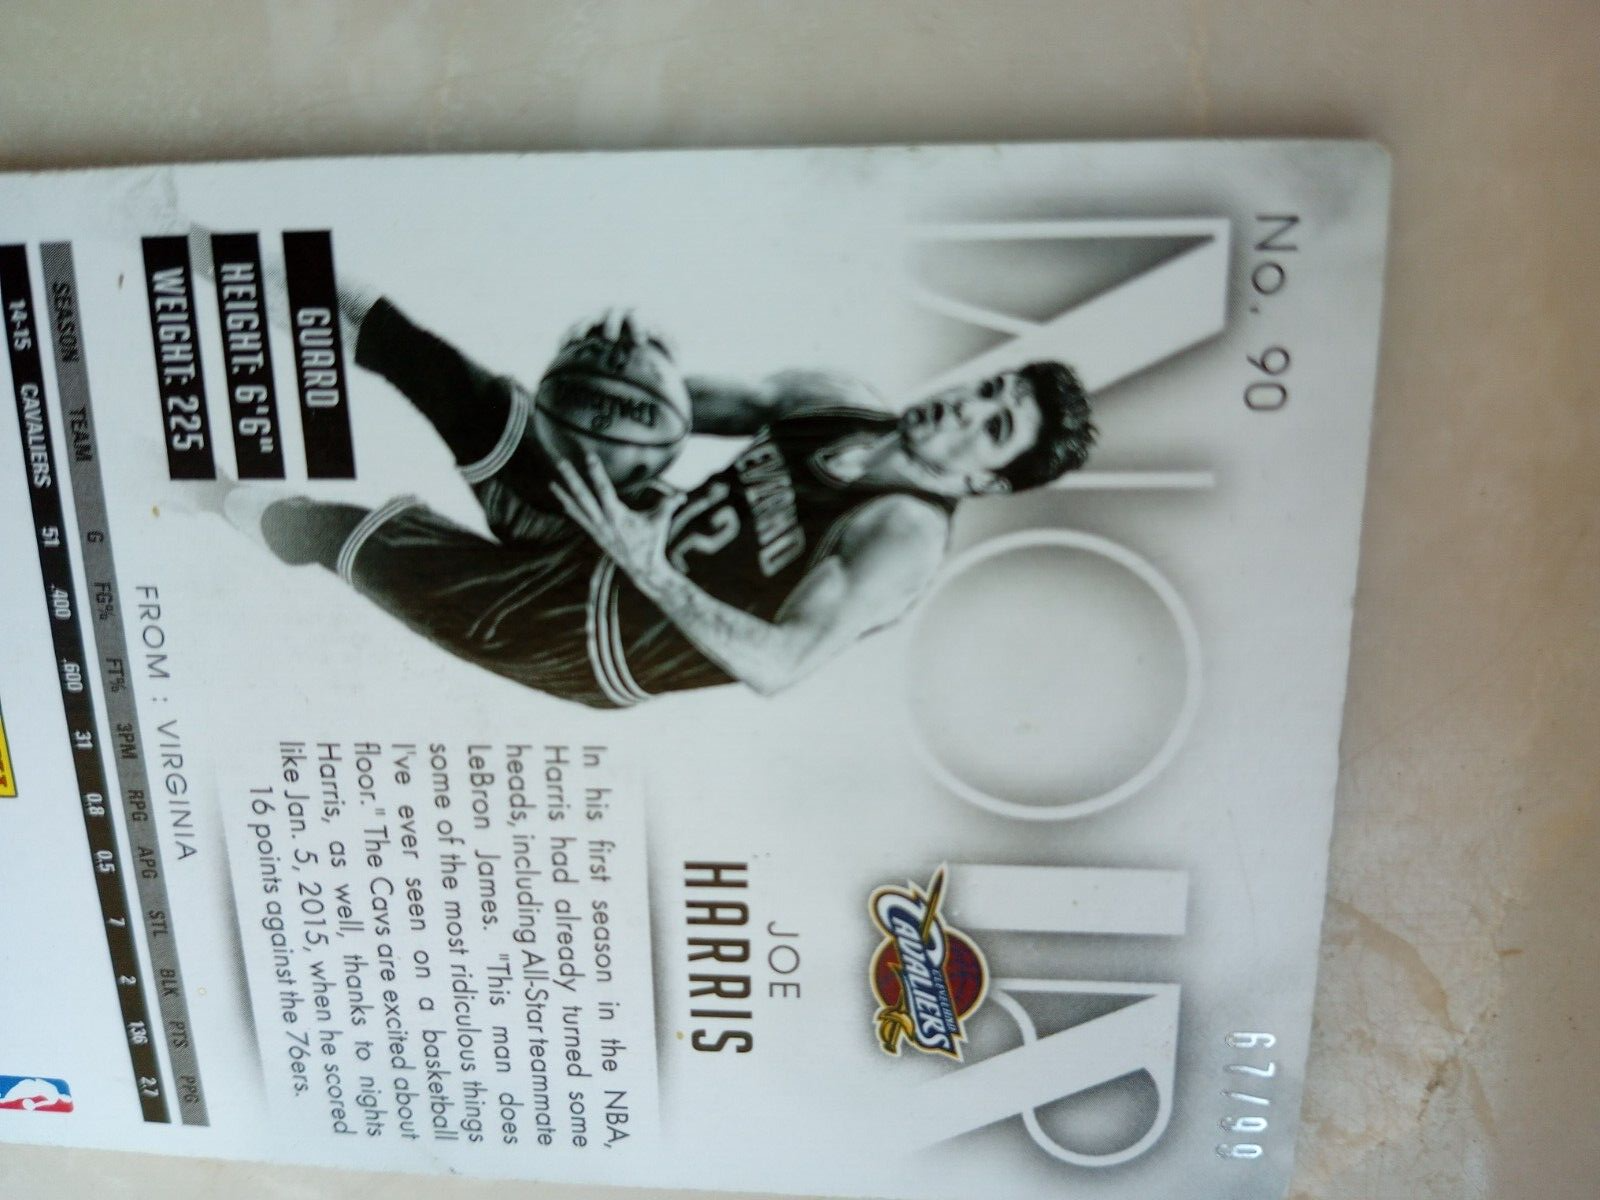 No. 90
67/99
NOIR
CLEVELAND
CAVALIERS
JOE
HARRIS
In his first season in the NBA,
Harris had already turned some
heads, including All-Star teammate
LeBron James. "This man does
some of the most ridiculous things
I've ever seen on a basketball
floor." The Cavs are excited about
Harris, as well, thanks to nights
like Jan. 5, 2015, when he scored
16 points against the 76ers.
12
SPALDING
GUARD
HEIGHT: 6'6"
WEIGHT: 225
FROM : VIRGINIA
SEASON TEAM G FG% FT% 3PM RPG APG STL BLK PTS PPG
14-15 CAVALIERS 51 .400 .600 31 0.8 0.5 7 2 136 2.7